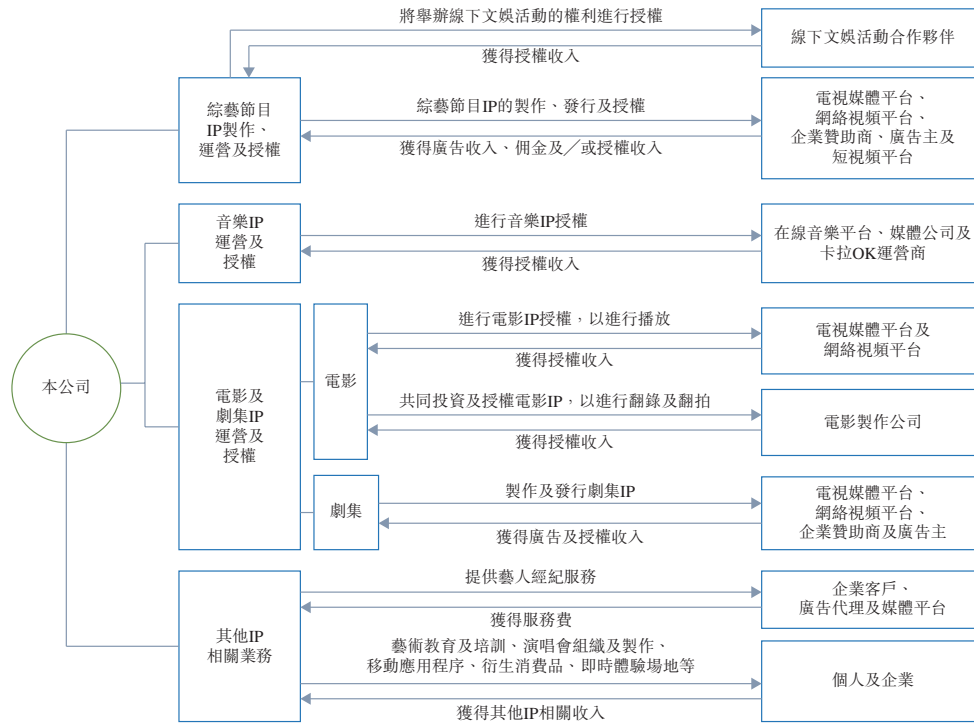 將舉辦線下文娛活動的權利進行授權
線下文娛活動合作夥伴
獲得授權收入
綜藝節目
IP製作、
運營及授權
綜藝節目IP的製作、發行及授權
獲得廣告收入、佣金及╱或授權收入
電視媒體平台、
網絡視頻平台、
企業贊助商、廣告主及
短視頻平台
音樂IP
運營及
授權
進行音樂IP授權
獲得授權收入
在線音樂平台、媒體公司及
卡拉OK運營商
本公司
電影及
劇集IP
運營及
授權
電影
進行電影IP授權，以進行播放
獲得授權收入
電視媒體平台及
網絡視頻平台
共同投資及授權電影IP，以進行翻錄及翻拍
獲得授權收入
電影製作公司
劇集
製作及發行劇集IP
獲得廣告及授權收入
電視媒體平台、
網絡視頻平台、
企業贊助商及廣告主
其他IP
相關業務
提供藝人經紀服務
獲得服務費
企業客戶、
廣告代理及媒體平台
藝術教育及培訓、演唱會組織及製作、
移動應用程序、衍生消費品、即時體驗場地等
獲得其他IP相關收入
個人及企業